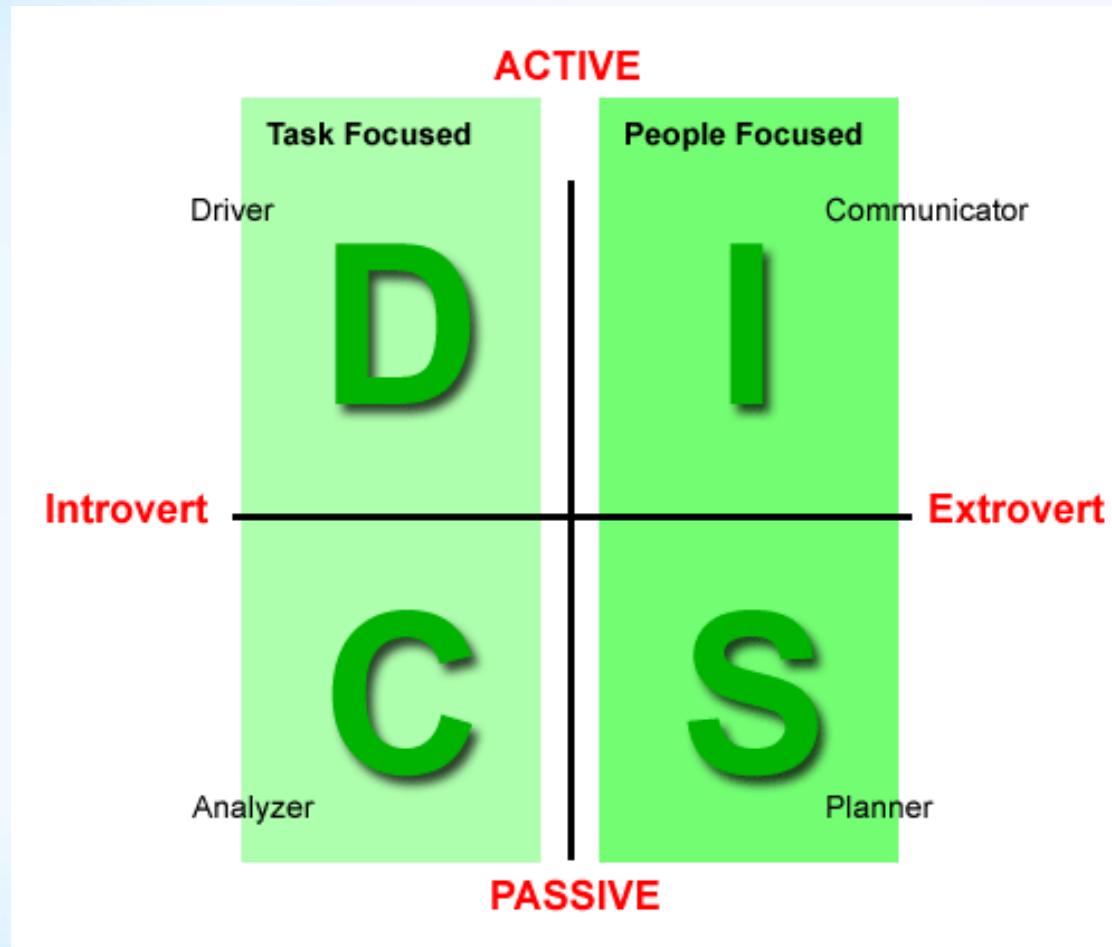 ACTIVE
Task Focused
People Focused
Driver
Communicator
D
I
Introvert
Extrovert
C
S
Analyzer
Planner
PASSIVE